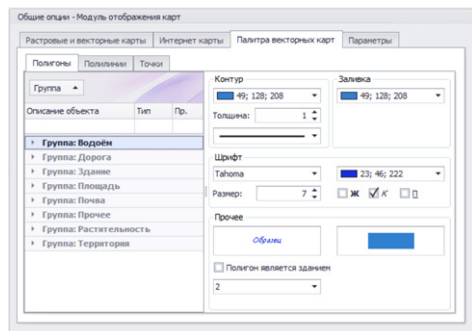 Общие опции - Модуль отображения карт
Растровые и векторные карты Интернет карты Палитра векторных карт Параметры
Полигоны Полилинии Точки
Группа
Описание объекта Тип Пр.
Группа: Водоём
Группа: Дорога
Группа: Здание
Группа: Площадь
Группа: Почва
Группа: Прочее
Группа: Растительность
Группа: Территория
Контур
49; 128; 208
Толщина: 1
Заливка
49; 128; 208
Шрифт
Tahoma 23; 46; 222
Размер: 7 Ж К П
Прочее
Образец
Полигон является зданием
2